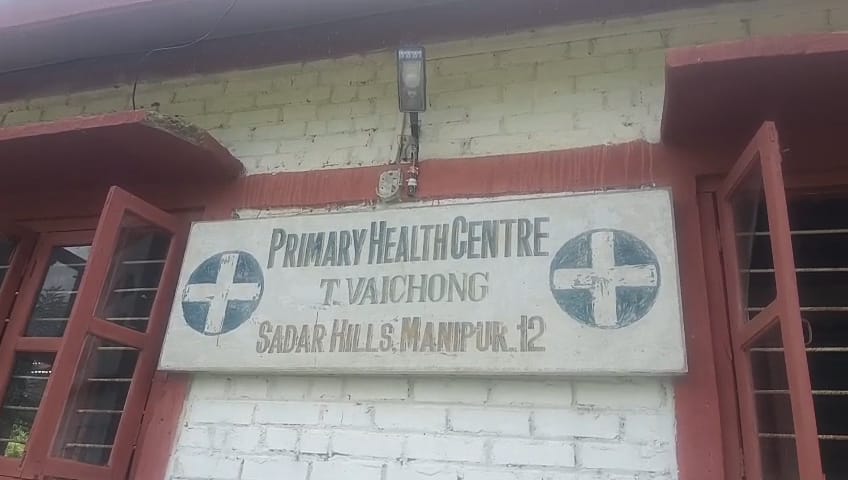 PRIMARY HEALTH CENTRE
T. VAICHONG
SADAR HILLS, MANIPUR. 12